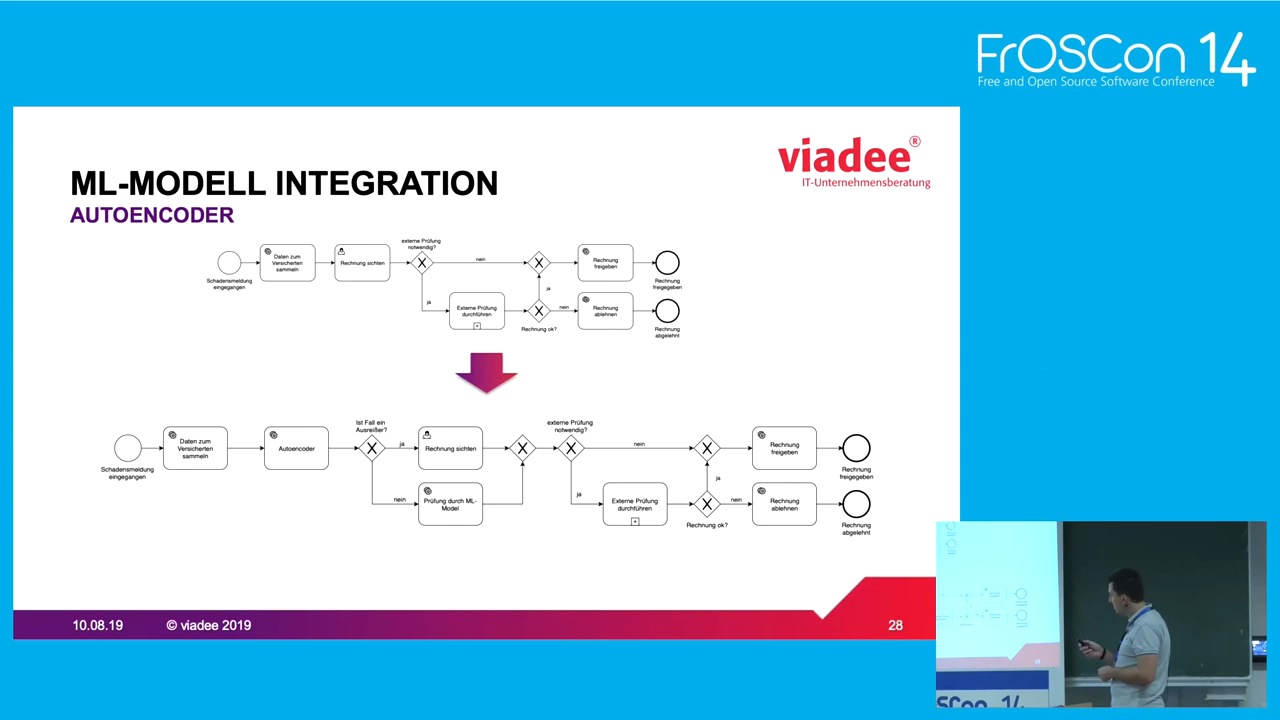 FrOSCon 14
Free and Open Source Software Conference
viadee®
IT-Unternehmensberatung
ML-MODELL INTEGRATION
AUTOENCODER
Schadensmeldung
eingegangen
Daten zum
Versicherten
sammeln
Rechnung sichten
externe Prüfung
notwendig?
nein
ja
Externe Prüfung
durchführen
ja
Rechnung ok?
nein
Rechnung
freigeben
Rechnung
freigegeben
Rechnung
ablehnen
Rechnung
abgelehnt
Schadensmeldung
eingegangen
Daten zum
Versicherten
sammeln
Autoencoder
Ist Fall ein
Ausreißer?
ja
Rechnung sichten
nein
Prüfung durch ML-
Model
externe Prüfung
notwendig?
nein
ja
Externe Prüfung
durchführen
ja
Rechnung ok?
nein
Rechnung
freigeben
Rechnung
freigegeben
Rechnung
ablehnen
Rechnung
abgelehnt
10.08.19 © viadee 2019 28
SCon 14